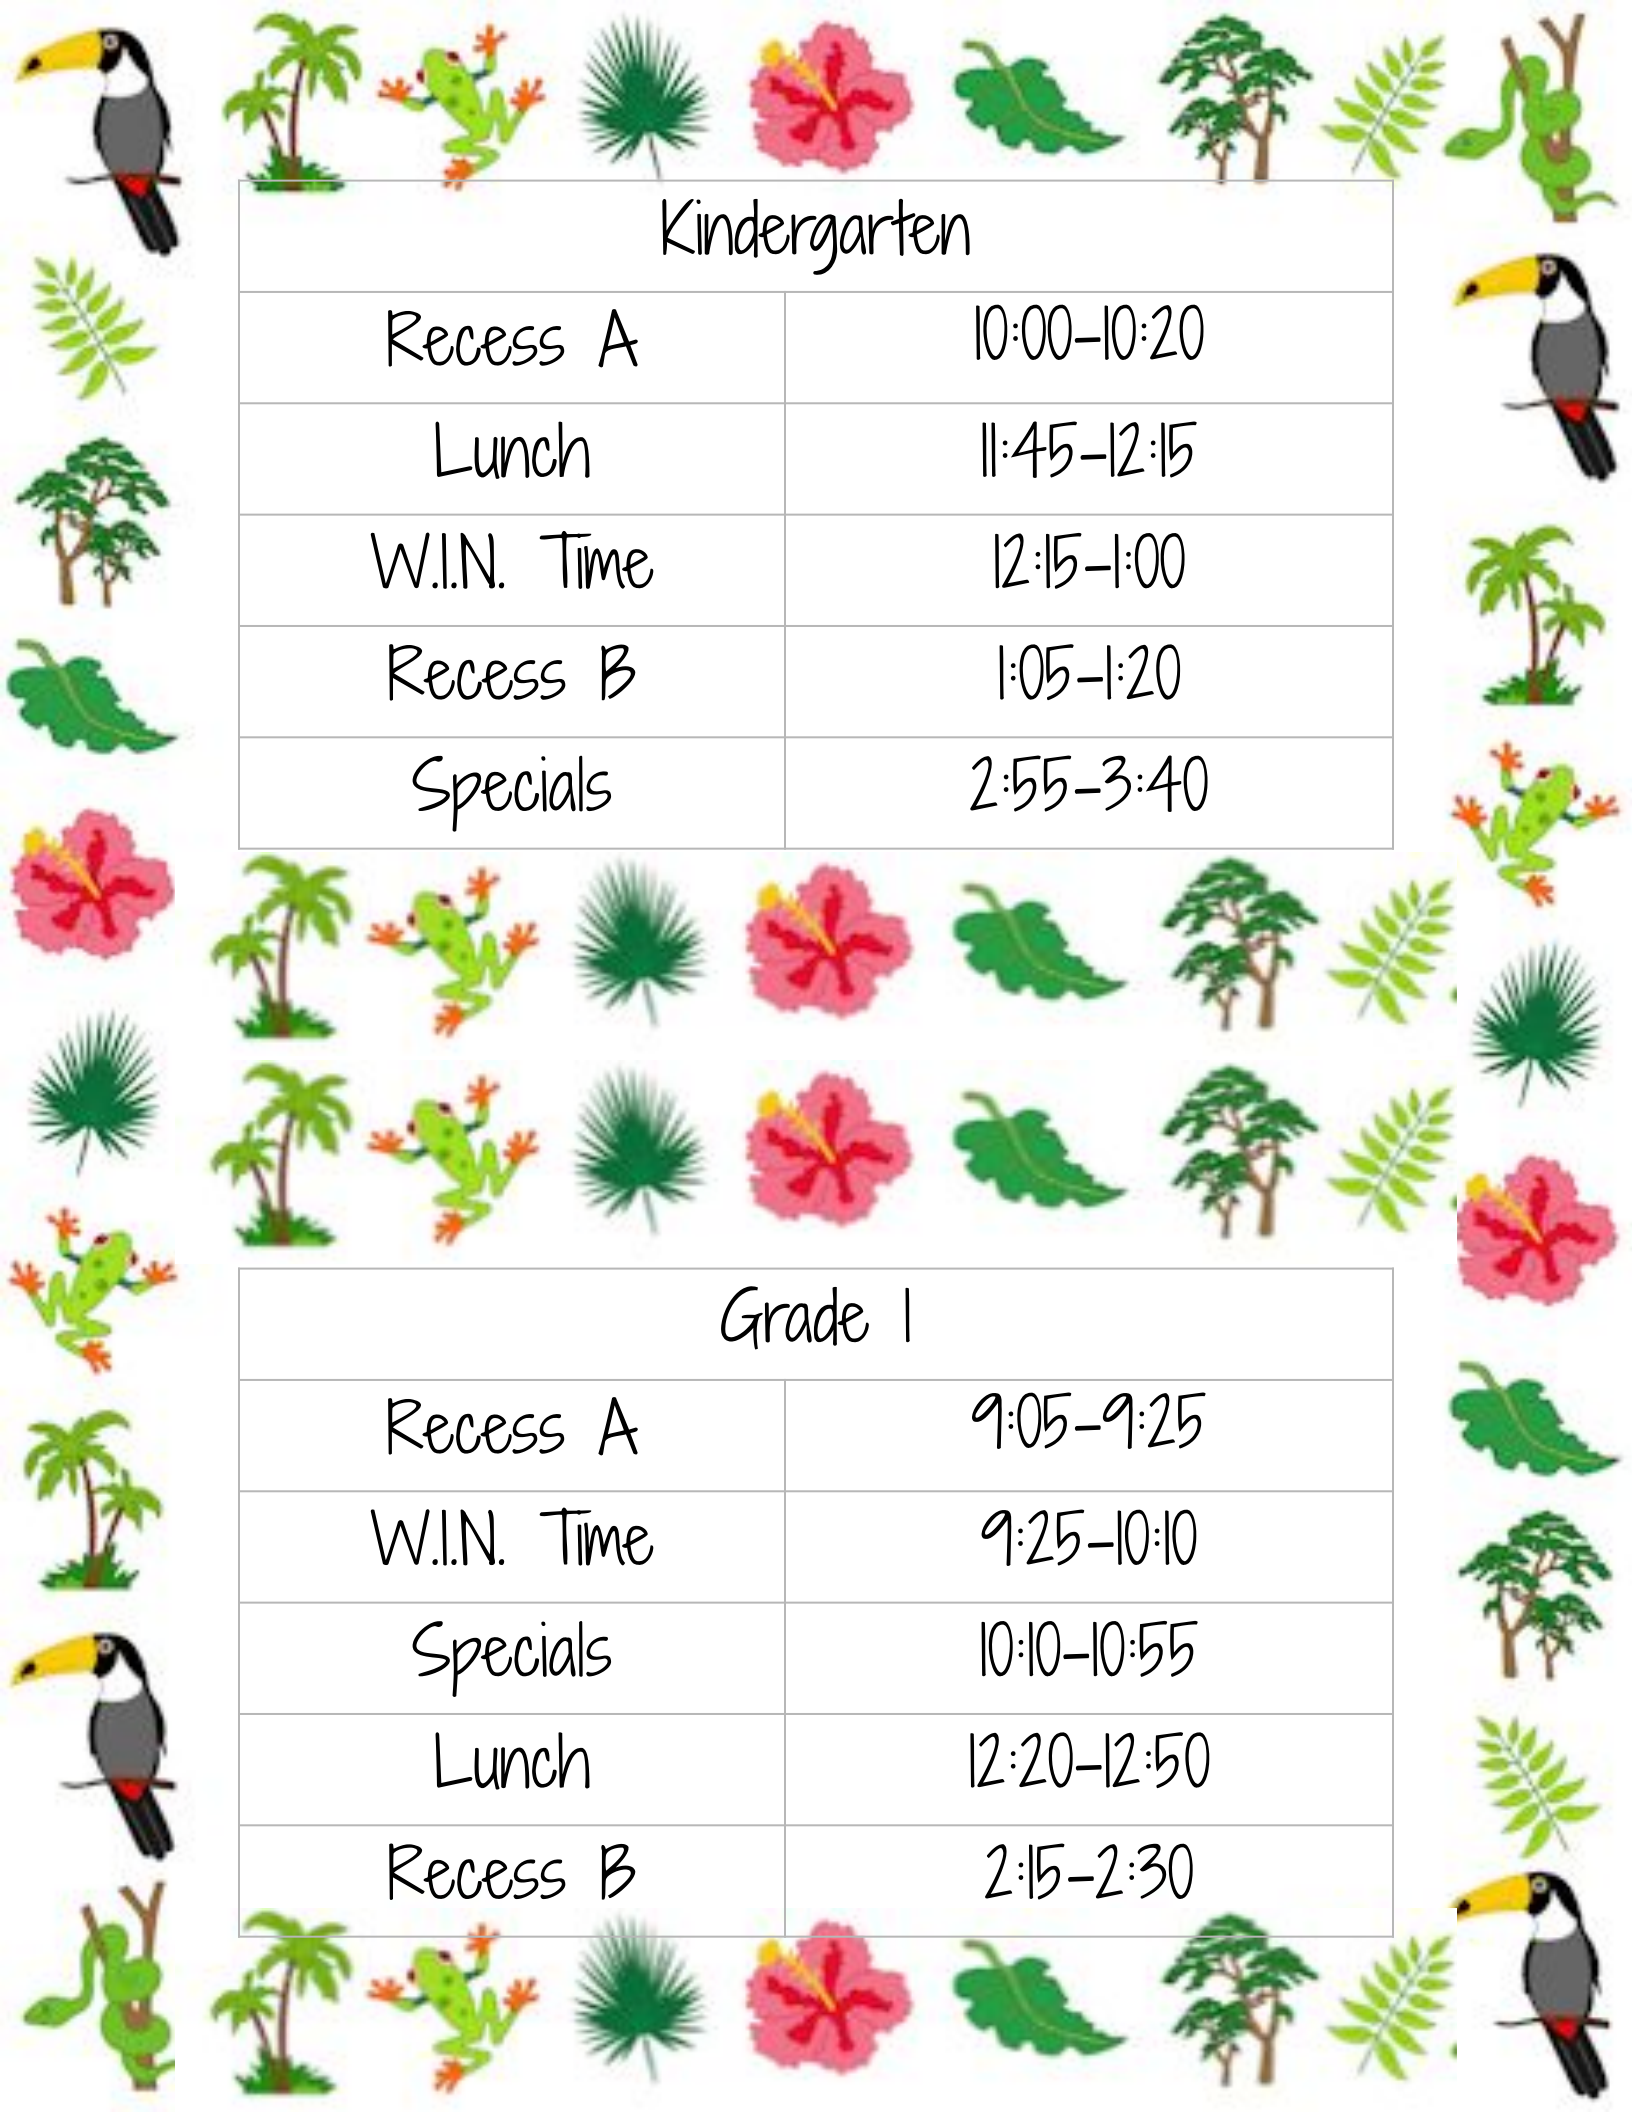 Kindergarten
Recess A 10:00-10:20
Lunch 11:45-12:15
W.I.N. Time 12:15-1:00
Recess B 1:05-1:20
Specials 2:55-3:40
Grade 1
Recess A 9:05-9:25
W.I.N. Time 9:25-10:10
Specials 10:10-10:55
Lunch 12:20-12:50
Recess B 2:15-2:30